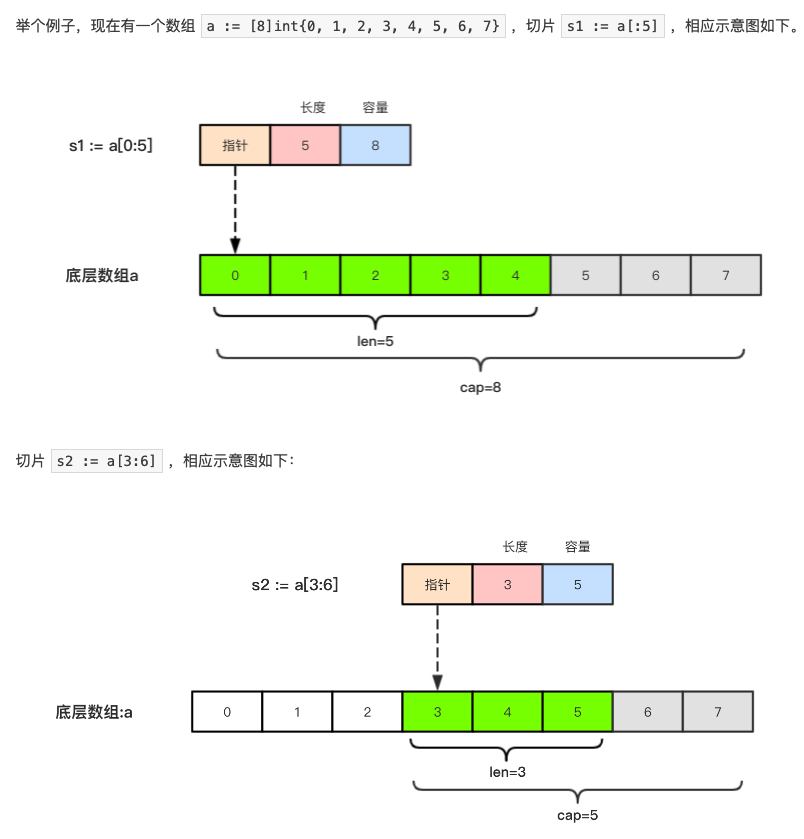 举个例子，现在有一个数组 a := [8]int{0, 1, 2, 3, 4, 5, 6, 7} ，切片 s1 := a[:5] ，相应示意图如下。
长度 容量
s1 := a[0:5] 指针 5 8
底层数组a 0 1 2 3 4 5 6 7
len=5
cap=8
切片 s2 := a[3:6] ，相应示意图如下：
长度 容量
s2 := a[3:6] 指针 3 5
底层数组:a 0 1 2 3 4 5 6 7
len=3
cap=5